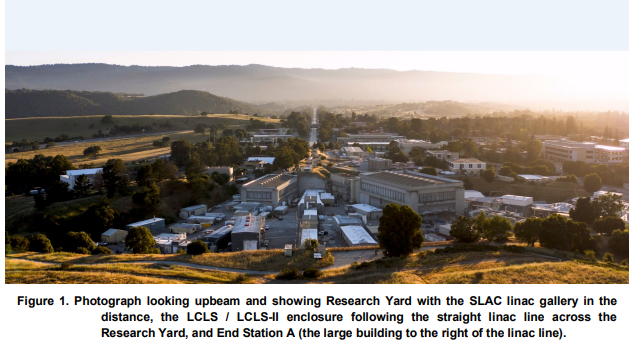 Figure 1. Photograph looking upbeam and showing Research Yard with the SLAC linac gallery in the
distance, the LCLS / LCLS-II enclosure following the straight linac line across the
Research Yard, and End Station A (the large building to the right of the linac line).